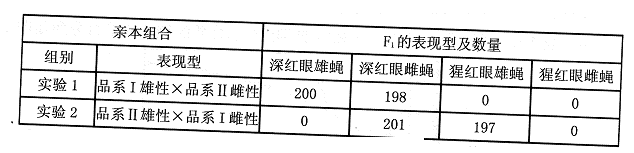 亲本组合 F₁的表现型及数量
组别 表现型 深红眼雄蝇 深红眼雌蝇 猩红眼雄蝇 猩红眼雌蝇
实验1 品系Ⅰ雄性×品系Ⅱ雌性 200 198 0 0
实验2 品系Ⅱ雄性×品系Ⅰ雌性 0 201 197 0